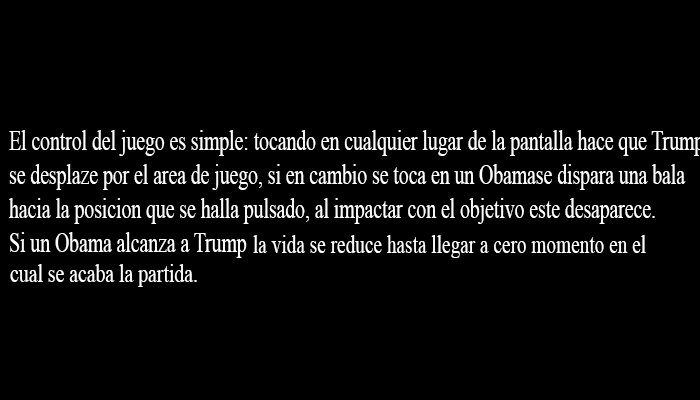 El control del juego es simple: tocando en cualquier lugar de la pantalla hace que Trump
se desplaze por el area de juego, si en cambio se toca en un Obamase dispara una bala
hacia la posicion que se halla pulsado, al impactar con el objetivo este desaparece.
Si un Obama alcanza a Trump la vida se reduce hasta llegar a cero momento en el
cual se acaba la partida.